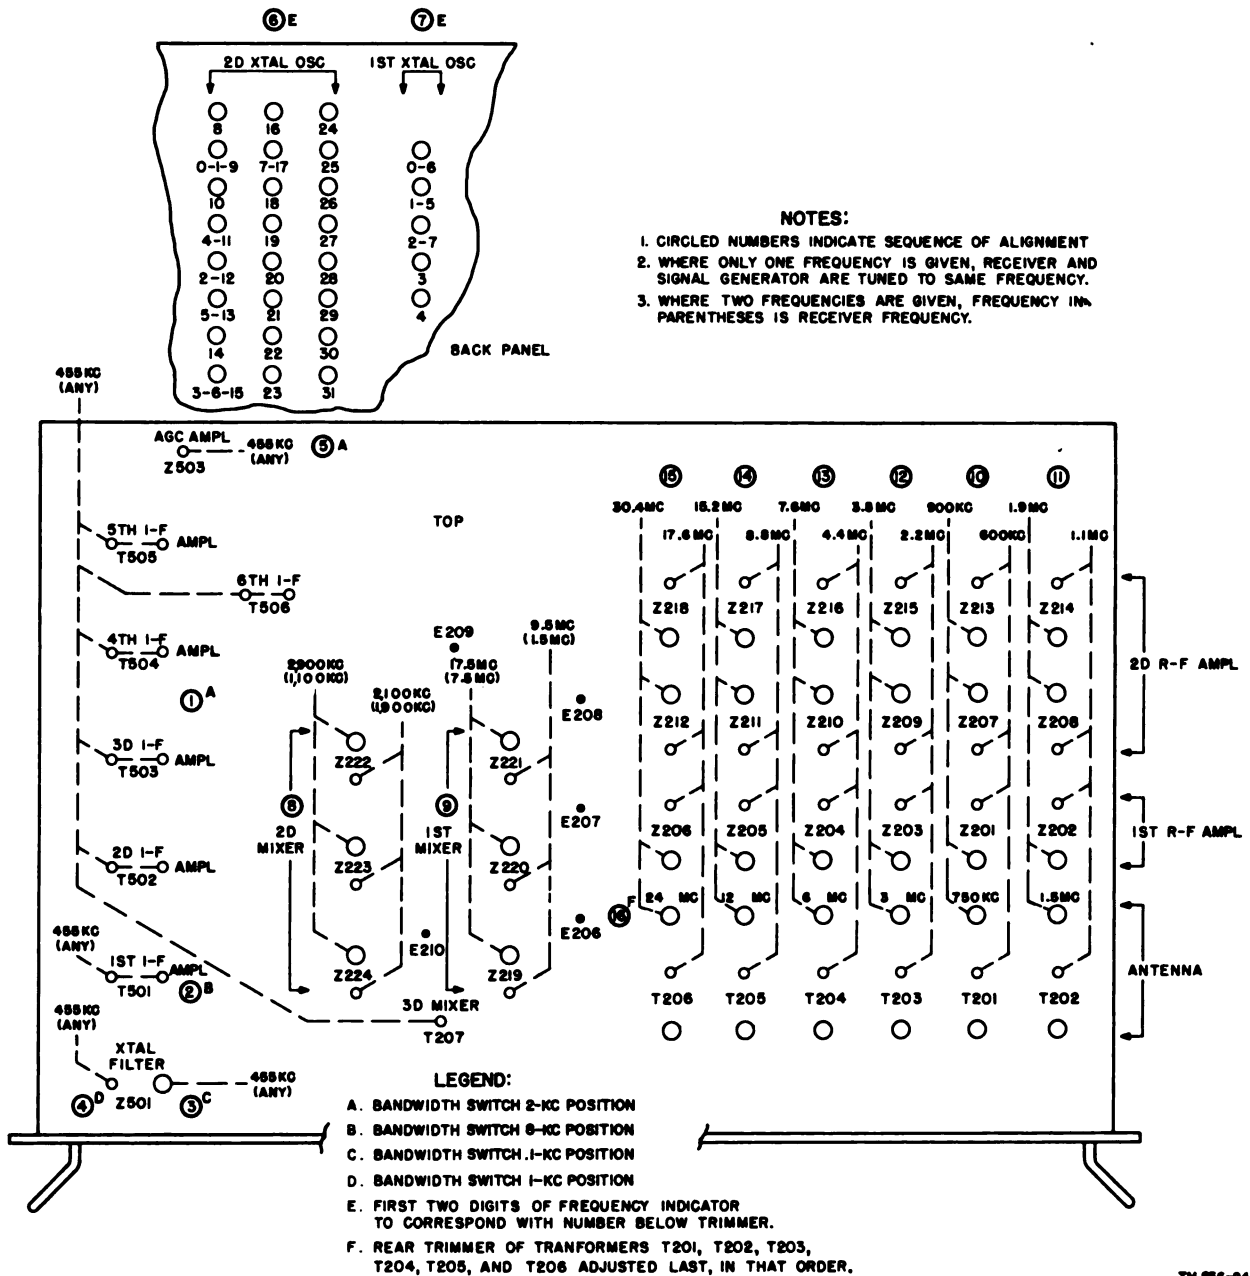 ⑥ E ⑦ E
2D XTAL OSC 1ST XTAL OSC
8 16 24
0-1-9 7-17 25 0-6
10 18 26 1-5
4-11 19 27 2-7
2-12 20 28 3
5-13 21 29 4
14 22 30
3-6-15 23 31
BACK PANEL
NOTES:
1. CIRCLED NUMBERS INDICATE SEQUENCE OF ALIGNMENT
2. WHERE ONLY ONE FREQUENCY IS GIVEN, RECEIVER AND
SIGNAL GENERATOR ARE TUNED TO SAME FREQUENCY.
3. WHERE TWO FREQUENCIES ARE GIVEN, FREQUENCY IN
PARENTHESES IS RECEIVER FREQUENCY.
455KC
(ANY)
AGC AMPL
Z503
455KC
(ANY)
⑤ A
TOP
5TH I-F AMPL
T505
6TH I-F
T506
4TH I-F AMPL
T504
① A
3D I-F AMPL
T503
2D I-F AMPL
T502
455KC
(ANY)
1ST I-F AMPL
T501
② B
455KC
(ANY)
XTAL
FILTER
④ D Z501 ③ C
455KC
(ANY)
2,900KC
(1,100KC)
2,100KC
(1,900KC)
Z222
⑧
2D
MIXER
Z223
Z224
E210
3D MIXER
T207
E209
17.5MC
(7.5MC)
9.5MC
(1.5MC)
E208
Z221
⑨
1ST
MIXER
E207
Z220
E206
Z219
⑮ ⑭ ⑬ ⑫ ⑩ ⑪
30.4MC 15.2MC 7.6MC 3.8MC 900KC 1.9MC
17.6MC 8.8MC 4.4MC 2.2MC 600KC 1.1MC
Z218 Z217 Z216 Z215 Z213 Z214
2D R-F AMPL
Z212 Z211 Z210 Z209 Z207 Z208
Z206 Z205 Z204 Z203 Z201 Z202
1ST R-F AMPL
⑯ F 24 MC 12 MC 6 MC 3 MC 750KC 1.5MC
ANTENNA
T206 T205 T204 T203 T201 T202
LEGEND:
A. BANDWIDTH SWITCH 2-KC POSITION
B. BANDWIDTH SWITCH 8-KC POSITION
C. BANDWIDTH SWITCH .1-KC POSITION
D. BANDWIDTH SWITCH 1-KC POSITION
E. FIRST TWO DIGITS OF FREQUENCY INDICATOR
TO CORRESPOND WITH NUMBER BELOW TRIMMER.
F. REAR TRIMMER OF TRANFORMERS T201, T202, T203,
T204, T205, AND T206 ADJUSTED LAST, IN THAT ORDER.